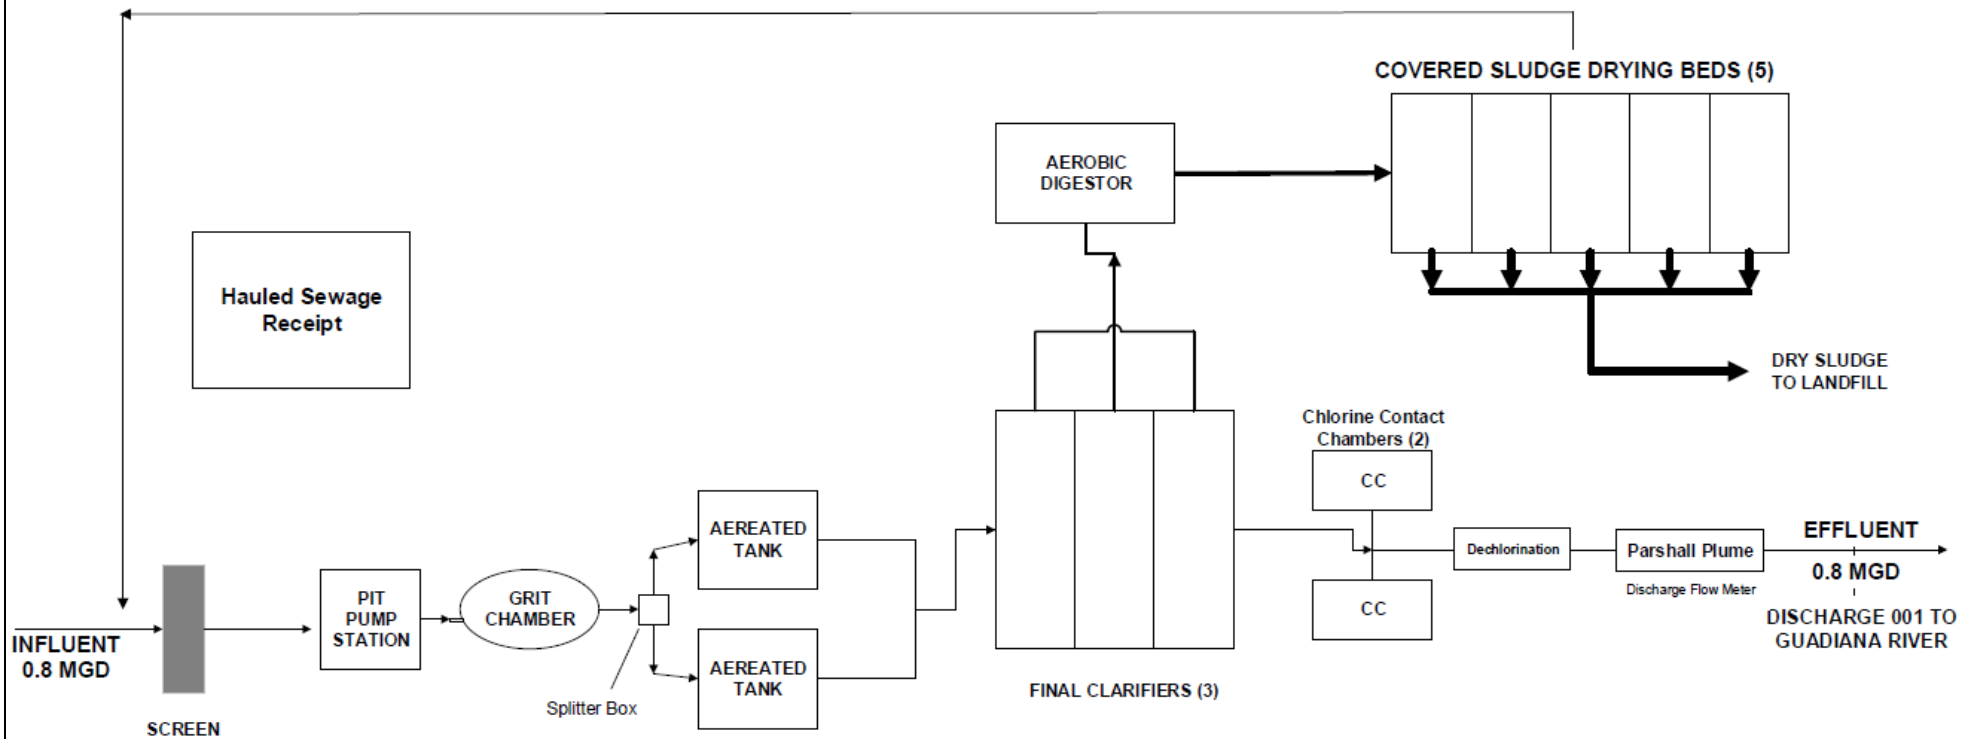 COVERED SLUDGE DRYING BEDS (5)
AEROBIC
DIGESTOR
Hauled Sewage
Receipt
DRY SLUDGE
TO LANDFILL
Chlorine Contact
Chambers (2)
CC
AEREATED
TANK
EFFLUENT
Dechlorination
Parshall Plume
0.8 MGD
Discharge Flow Meter
PIT
PUMP
STATION
GRIT
CHAMBER
CC
DISCHARGE 001 TO
GUADIANA RIVER
INFLUENT
0.8 MGD
AEREATED
TANK
FINAL CLARIFIERS (3)
Splitter Box
SCREEN